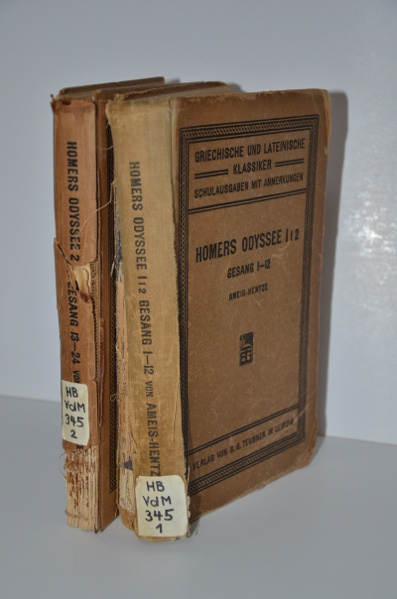 HOMERS ODYSSEE 2
GESANG 13—24
HB
VdM
345
2
HOMERS ODYSSEE I 1 2 GESANG I—12 VON AMEIS-HENTZE
HB
VdM
345
1
GRIECHISCHE UND LATEINISCHE
KLASSIKER
SCHULAUSGABEN MIT ANMERKUNGEN
HOMERS ODYSSEE I 1 2
GESANG I—12
AMEIS-HENTZE
VERLAG VON B. G. TEUBNER IN LEIPZIG